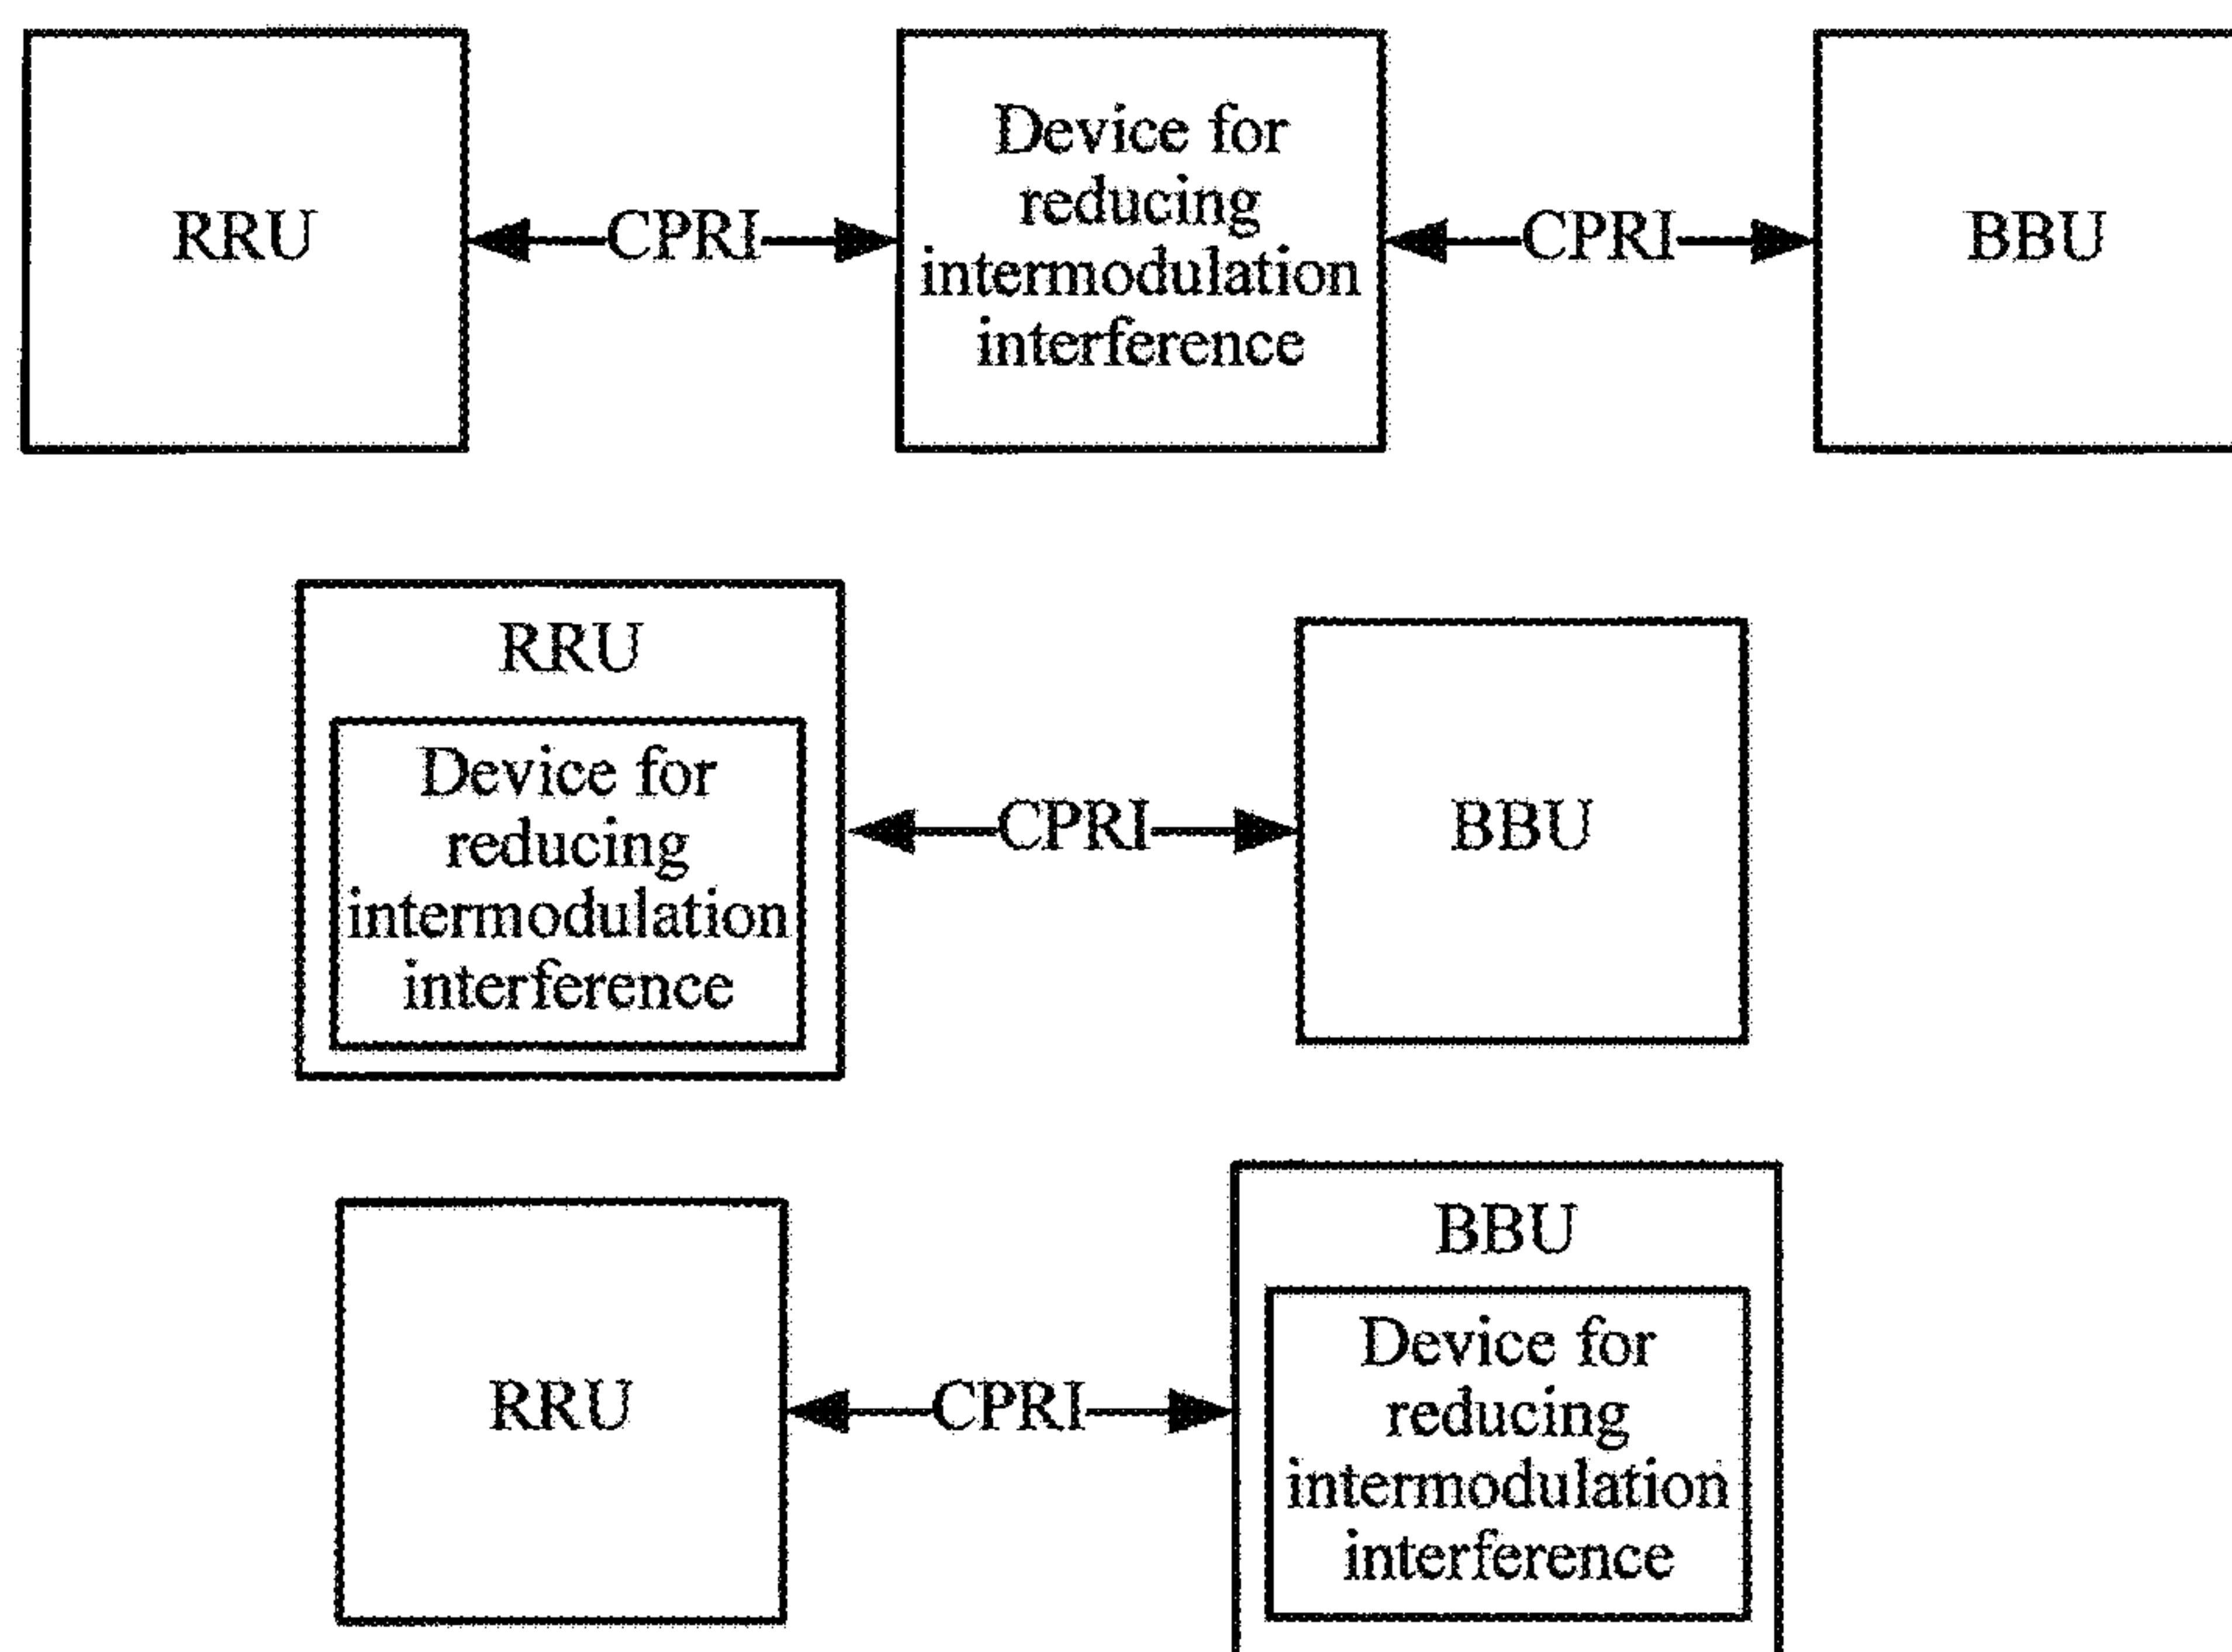 RRU
CPRI
Device for
reducing
intermodulation
interference
CPRI
BBU
RRU
Device for
reducing
intermodulation
interference
CPRI
BBU
RRU
CPRI
BBU
Device for
reducing
intermodulation
interference